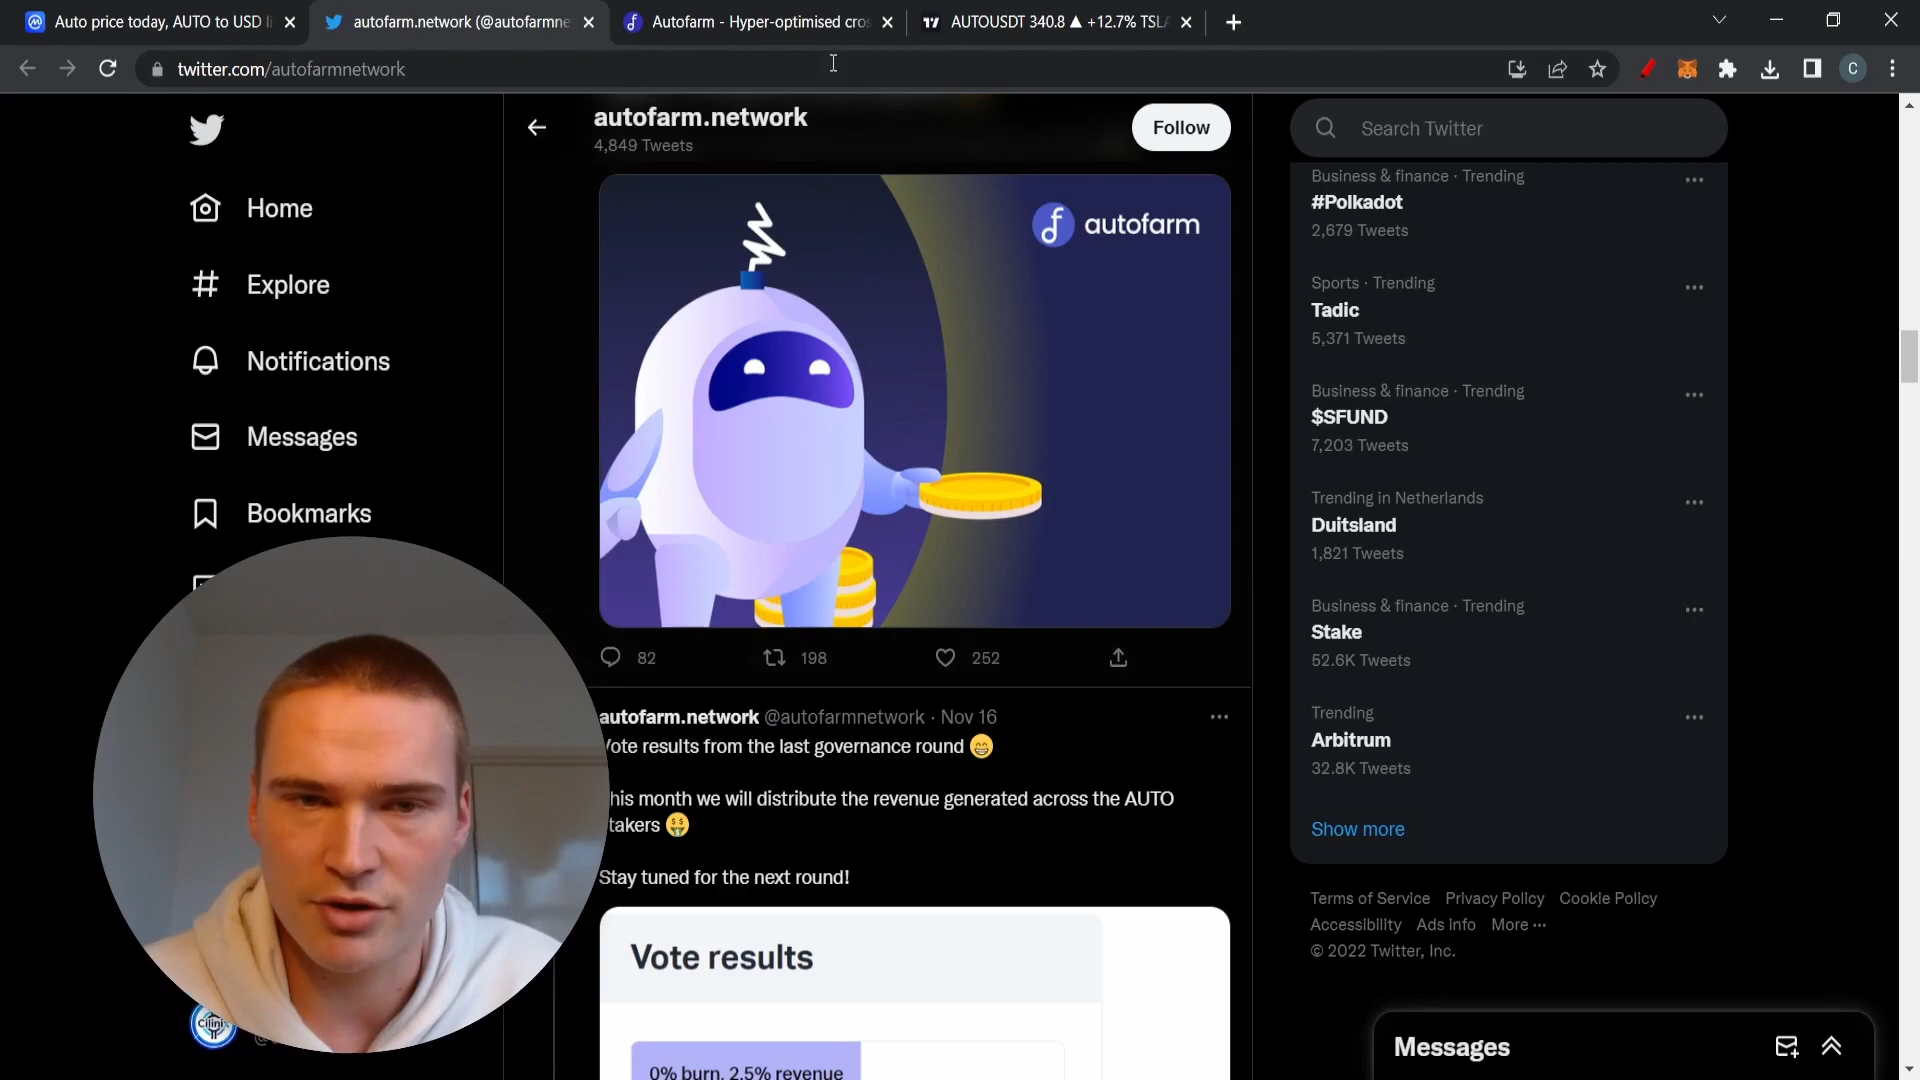 Auto price today, AUTO to USD li
autofarm.network (@autofarmne
Autofarm - Hyper-optimised cros
AUTOUSDT 340.8 ▲ +12.7% TSLA
twitter.com/autofarmnetwork
C
autofarm.network
4,849 Tweets
Follow
Search Twitter
Home
Explore
Notifications
Messages
Bookmarks
autofarm
82
198
252
autofarm.network @autofarmnetwork · Nov 16
Vote results from the last governance round 😁
his month we will distribute the revenue generated across the AUTO
takers 🤑
Stay tuned for the next round!
Vote results
0% burn, 2.5% revenue
Business & finance · Trending
#Polkadot
2,679 Tweets
Sports · Trending
Tadic
5,371 Tweets
Business & finance · Trending
$SFUND
7,203 Tweets
Trending in Netherlands
Duitsland
1,821 Tweets
Business & finance · Trending
Stake
52.6K Tweets
Trending
Arbitrum
32.8K Tweets
Show more
Terms of Service Privacy Policy Cookie Policy
Accessibility Ads info More ···
© 2022 Twitter, Inc.
Messages
Cilinix
@